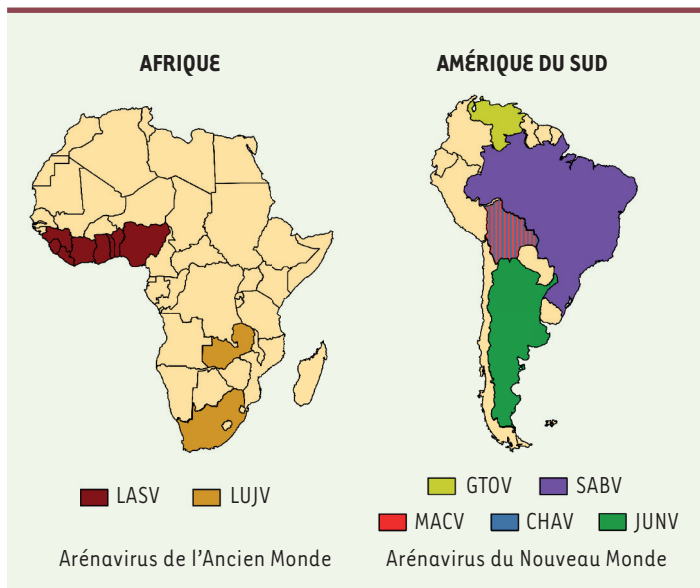 AFRIQUE
AMÉRIQUE DU SUD
LASV
LUJV
GTOV
SABV
MACV
CHAV
JUNV
Arénavirus de l'Ancien Monde
Arénavirus du Nouveau Monde